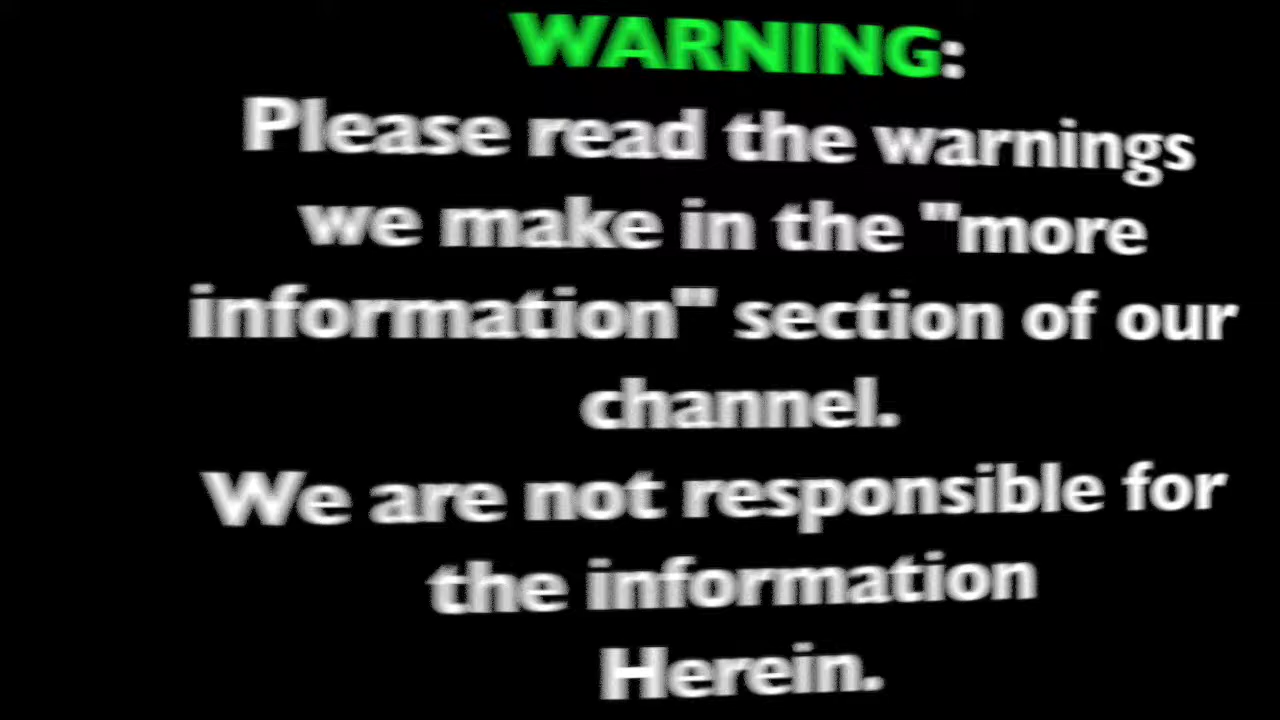 WARNING:
Please read the warnings
we make in the "more
information" section of our
channel.
We are not responsible for
the information
Herein.